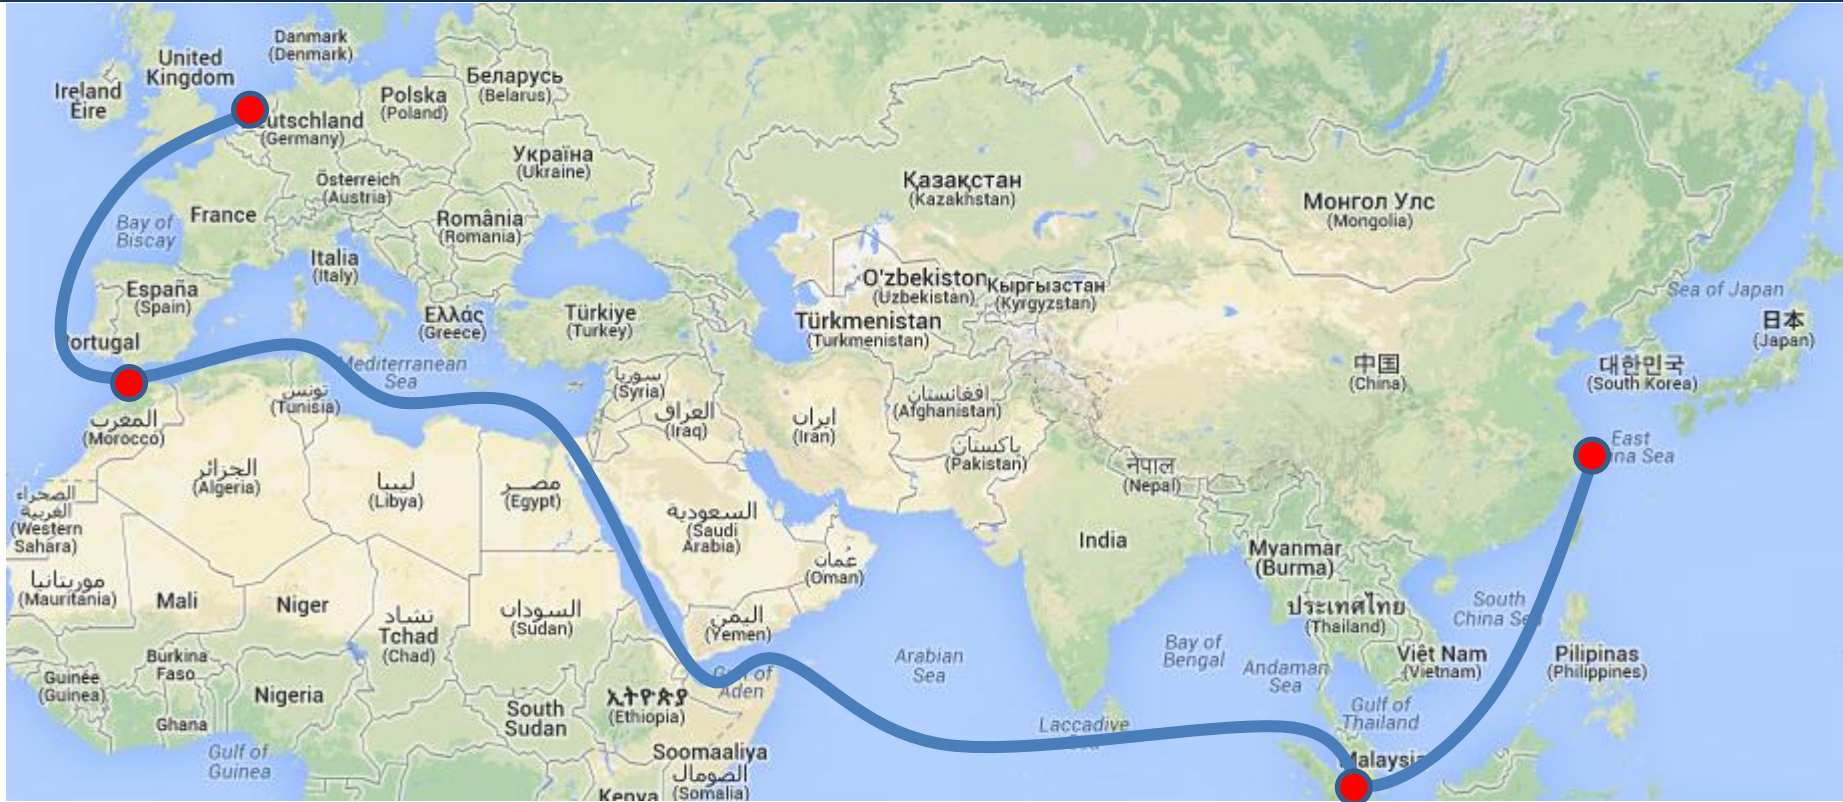 Danmark
(Denmark)
United
Kingdom
Ireland
Éire
Беларусь
(Belarus)
Polska
(Poland)
utschland
(Germany)
Україна
(Ukraine)
Österreich
(Austria)
France
Bay of
Biscay
România
(Romania)
Italia
(Italy)
España
(Spain)
Ελλάς
(Greece)
Türkiye
(Turkey)
ortugal
Mediterranean
Sea
Қазақстан
(Kazakhstan)
Монгол Улс
(Mongolia)
O'zbekiston
(Uzbekistan)
Кыргызстан
(Kyrgyzstan)
Türkmenistan
(Turkmenistan)
Sea of Japan
日本
(Japan)
대한민국
(South Korea)
中国
(China)
سوريا
(Syria)
تونس
(Tunisia)
المغرب
(Morocco)
العراق
(Iraq)
ایران
(Iran)
افغانستان
(Afghanistan)
پاکستان
(Pakistan)
नेपाल
(Nepal)
East
na Sea
الجزائر
(Algeria)
ليبيا
(Libya)
مصر
(Egypt)
الصحراء
الغربية
(Western
Sahara)
السعودية
(Saudi
Arabia)
عُمان
(Oman)
India
Myanmar
(Burma)
موريتانيا
(Mauritania)
Mali
Niger
تشاد
Tchad
(Chad)
السودان
(Sudan)
اليمن
(Yemen)
ประเทศไทย
(Thailand)
South
China Se
Burkina
Faso
Guinée
(Guinea)
Nigeria
Ghana
Gulf of
Guinea
South
Sudan
ኢትዮጵያ
(Ethiopia)
of
Aden
Arabian
Sea
Bay of
Bengal
Andaman
Sea
Việt Nam
(Vietnam)
Pilipinas
(Philippines)
Gulf of
Thailand
Laccadive
Malaysia
Soomaaliya
الصومال
(Somalia)
Kenya